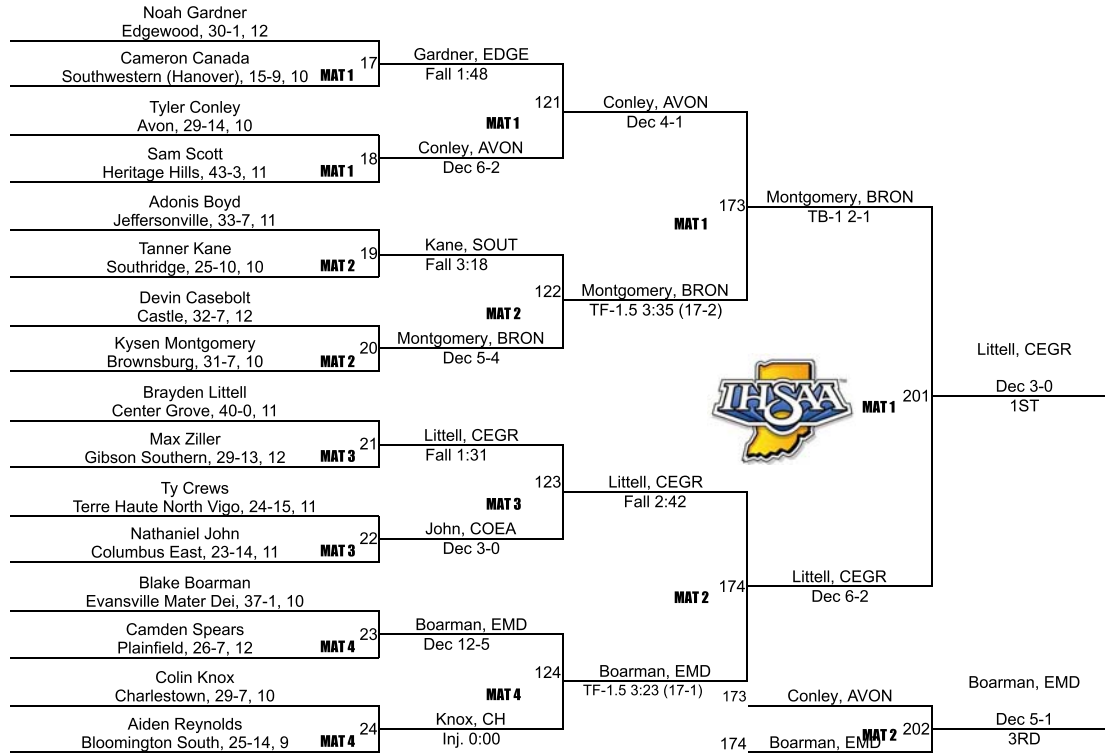 Noah Gardner
Edgewood, 30-1, 12
Cameron Canada
Southwestern (Hanover), 15-9, 10
MAT 1
17
Tyler Conley
Avon, 29-14, 10
Sam Scott
Heritage Hills, 43-3, 11
MAT 1
18
Adonis Boyd
Jeffersonville, 33-7, 11
Tanner Kane
Southridge, 25-10, 10
MAT 2
19
Devin Casebolt
Castle, 32-7, 12
Kysen Montgomery
Brownsburg, 31-7, 10
MAT 2
20
Brayden Littell
Center Grove, 40-0, 11
Max Ziller
Gibson Southern, 29-13, 12
MAT 3
21
Ty Crews
Terre Haute North Vigo, 24-15, 11
Nathaniel John
Columbus East, 23-14, 11
MAT 3
22
Blake Boarman
Evansville Mater Dei, 37-1, 10
Camden Spears
Plainfield, 26-7, 12
MAT 4
23
Colin Knox
Charlestown, 29-7, 10
Aiden Reynolds
Bloomington South, 25-14, 9
MAT 4
24
Gardner, EDGE
Fall 1:48
MAT 1
121
Conley, AVON
Dec 6-2
Kane, SOUT
Fall 3:18
MAT 2
122
Montgomery, BRON
Dec 5-4
Littell, CEGR
Fall 1:31
MAT 3
123
John, COEA
Dec 3-0
Boarman, EMD
Dec 12-5
MAT 4
124
Knox, CH
Inj. 0:00
Conley, AVON
Dec 4-1
MAT 1
173
Montgomery, BRON
TF-1.5 3:35 (17-2)
Littell, CEGR
Fall 2:42
MAT 2
174
Boarman, EMD
TF-1.5 3:23 (17-1)
Montgomery, BRON
TB-1 2-1
IHSAA
TM
MAT 1
201
Littell, CEGR
Dec 6-2
Littell, CEGR
Dec 3-0
1ST
173
Conley, AVON
MAT 2
202
174
Boarman, EMD
Boarman, EMD
Dec 5-1
3RD